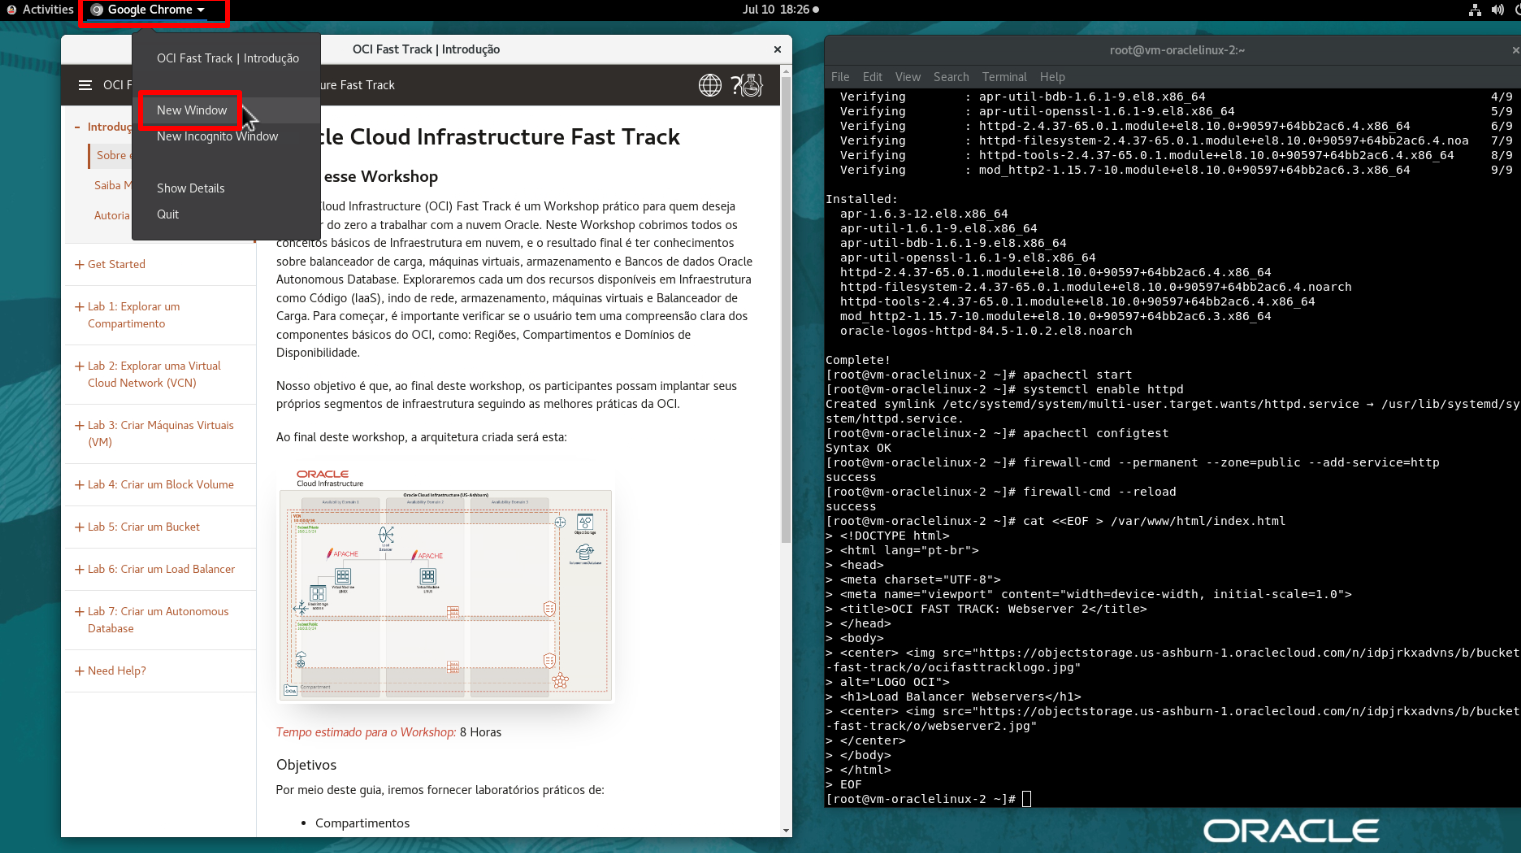 Activities
Google Chrome
Jul 10 18:26
OCI Fast Track | Introdução
OCI Fast Track | Introdução
New Window
New Incognito Window
Show Details
Quit
OCI F
ure Fast Track
Introduç
Sobre e
Saiba M
Autoria
+ Get Started
+ Lab 1: Explorar um
Compartimento
+ Lab 2: Explorar uma Virtual
Cloud Network (VCN)
+ Lab 3: Criar Máquinas Virtuais
(VM)
+ Lab 4: Criar um Block Volume
+ Lab 5: Criar um Bucket
+ Lab 6: Criar um Load Balancer
+ Lab 7: Criar um Autonomous
Database
+ Need Help?
cle Cloud Infrastructure Fast Track
esse Workshop
Cloud Infrastructure (OCI) Fast Track é um Workshop prático para quem deseja
do zero a trabalhar com a nuvem Oracle. Neste Workshop cobrimos todos os
conceitos básicos de Infraestrutura em nuvem, e o resultado final é ter conhecimentos
sobre balanceador de carga, máquinas virtuais, armazenamento e Bancos de dados Oracle
Autonomous Database. Exploraremos cada um dos recursos disponíveis em Infraestrutura
como Código (IaaS), indo de rede, armazenamento, máquinas virtuais e Balanceador de
Carga. Para começar, é importante verificar se o usuário tem uma compreensão clara dos
componentes básicos do OCI, como: Regiões, Compartimentos e Domínios de
Disponibilidade.
Nosso objetivo é que, ao final deste workshop, os participantes possam implantar seus
próprios segmentos de infraestrutura seguindo as melhores práticas da OCI.
Ao final deste workshop, a arquitetura criada será esta:
ORACLE
Cloud Infrastructure
Oracle Cloud Infrastructure (US-Ashburn)
APACHE
APACHE
Compartment
Tempo estimado para o Workshop: 8 Horas
Objetivos
Por meio deste guia, iremos fornecer laboratórios práticos de:
• Compartimentos
root@vm-oraclelinux-2:~
File Edit View Search Terminal Help
Verifying : apr-util-bdb-1.6.1-9.el8.x86_64 4/9
Verifying : apr-util-openssl-1.6.1-9.el8.x86_64 5/9
Verifying : httpd-2.4.37-65.0.1.module+el8.10.0+90597+64bb2ac6.4.x86_64 6/9
Verifying : httpd-filesystem-2.4.37-65.0.1.module+el8.10.0+90597+64bb2ac6.4.noa 7/9
Verifying : httpd-tools-2.4.37-65.0.1.module+el8.10.0+90597+64bb2ac6.4.x86_64 8/9
Verifying : mod_http2-1.15.7-10.module+el8.10.0+90597+64bb2ac6.3.x86_64 9/9
Installed:
apr-1.6.3-12.el8.x86_64
apr-util-1.6.1-9.el8.x86_64
apr-util-bdb-1.6.1-9.el8.x86_64
apr-util-openssl-1.6.1-9.el8.x86_64
httpd-2.4.37-65.0.1.module+el8.10.0+90597+64bb2ac6.4.x86_64
httpd-filesystem-2.4.37-65.0.1.module+el8.10.0+90597+64bb2ac6.4.noarch
httpd-tools-2.4.37-65.0.1.module+el8.10.0+90597+64bb2ac6.4.x86_64
mod_http2-1.15.7-10.module+el8.10.0+90597+64bb2ac6.3.x86_64
oracle-logos-httpd-84.5-1.0.2.el8.noarch
Complete!
[root@vm-oraclelinux-2 ~]# apachectl start
[root@vm-oraclelinux-2 ~]# systemctl enable httpd
Created symlink /etc/systemd/system/multi-user.target.wants/httpd.service → /usr/lib/systemd/sy
stem/httpd.service.
[root@vm-oraclelinux-2 ~]# apachectl configtest
Syntax OK
[root@vm-oraclelinux-2 ~]# firewall-cmd --permanent --zone=public --add-service=http
success
[root@vm-oraclelinux-2 ~]# firewall-cmd --reload
success
[root@vm-oraclelinux-2 ~]# cat <<EOF > /var/www/html/index.html
> <!DOCTYPE html>
> <html lang="pt-br">
> <head>
> <meta charset="UTF-8">
> <meta name="viewport" content="width=device-width, initial-scale=1.0">
> <title>OCI FAST TRACK: Webserver 2</title>
> </head>
> <body>
> <center> <img src="https://objectstorage.us-ashburn-1.oraclecloud.com/n/idpjrkxadvns/b/bucket
-fast-track/o/ocifasttracklogo.jpg"
> alt="LOGO OCI">
> <h1>Load Balancer Webservers</h1>
> <center> <img src="https://objectstorage.us-ashburn-1.oraclecloud.com/n/idpjrkxadvns/b/bucket
-fast-track/o/webserver2.jpg"
> </center>
> </body>
> </html>
> EOF
[root@vm-oraclelinux-2 ~]#
ORACLE